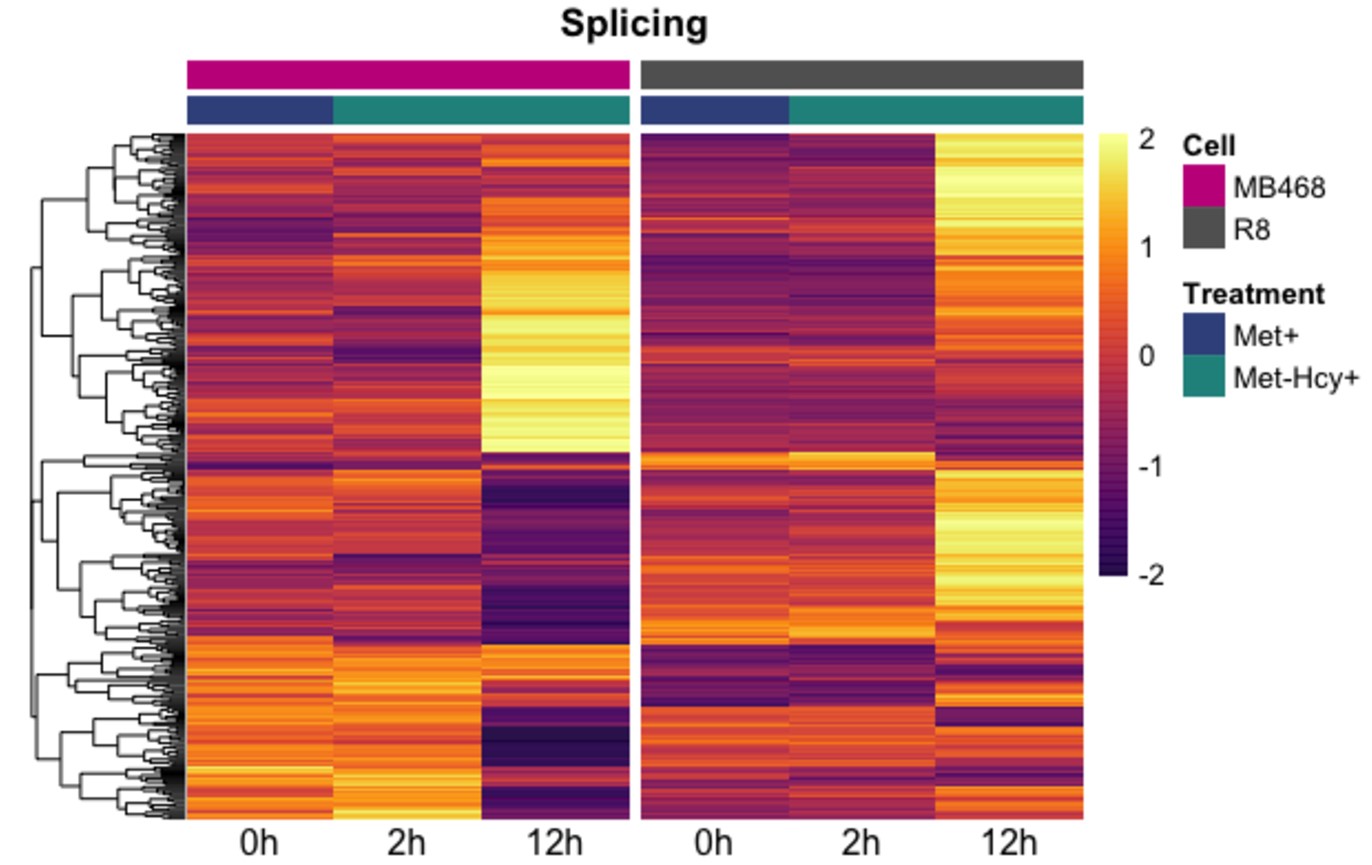 Splicing
2
1
0
-1
-2
Cell
MB468
R8
Treatment
Met+
Met-Hcy+
0h 2h 12h 0h 2h 12h